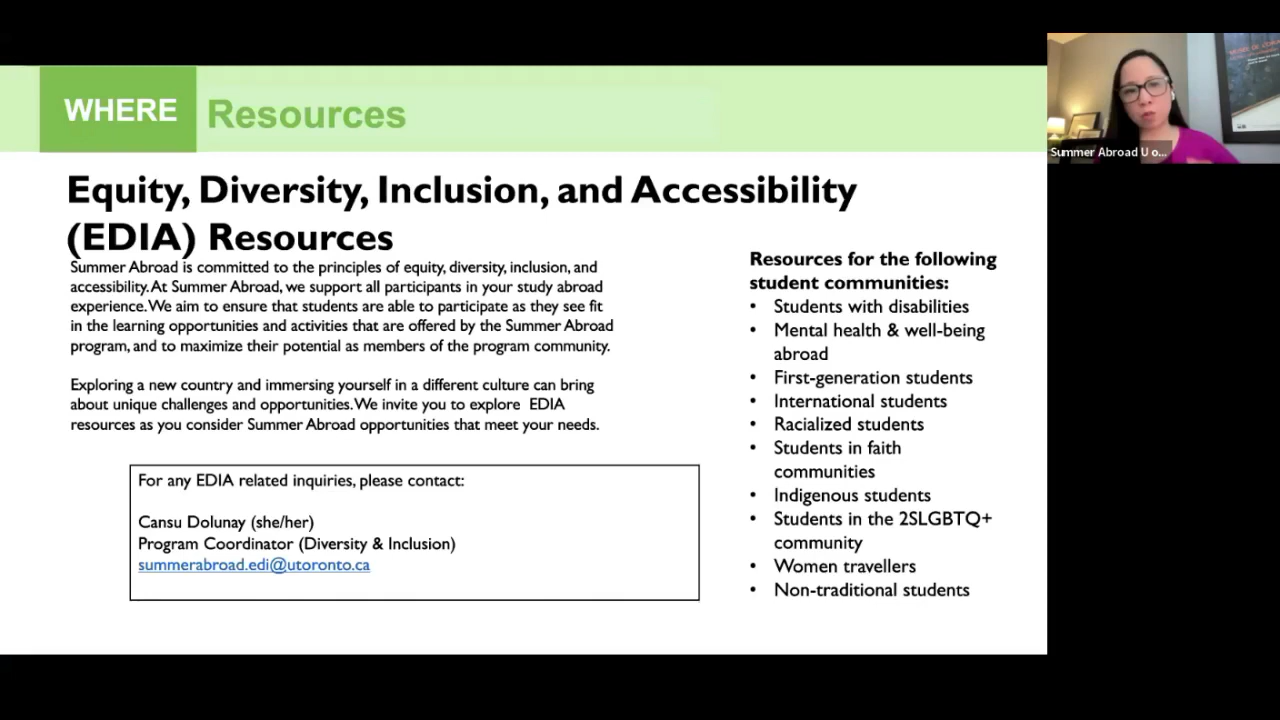 WHERE
Resources
Equity, Diversity, Inclusion, and Accessibility
(EDIA) Resources
Summer Abroad is committed to the principles of equity, diversity, inclusion, and
accessibility. At Summer Abroad, we support all participants in your study abroad
experience. We aim to ensure that students are able to participate as they see fit
in the learning opportunities and activities that are offered by the Summer Abroad
program, and to maximize their potential as members of the program community.
Exploring a new country and immersing yourself in a different culture can bring
about unique challenges and opportunities. We invite you to explore EDIA
resources as you consider Summer Abroad opportunities that meet your needs.
For any EDIA related inquiries, please contact:
Cansu Dolunay (she/her)
Program Coordinator (Diversity & Inclusion)
summerabroad.edi@utoronto.ca
Resources for the following
student communities:
• Students with disabilities
• Mental health & well-being
abroad
• First-generation students
• International students
• Racialized students
• Students in faith
communities
• Indigenous students
• Students in the 2SLGBTQ+
community
• Women travellers
• Non-traditional students
Summer Abroad U o...